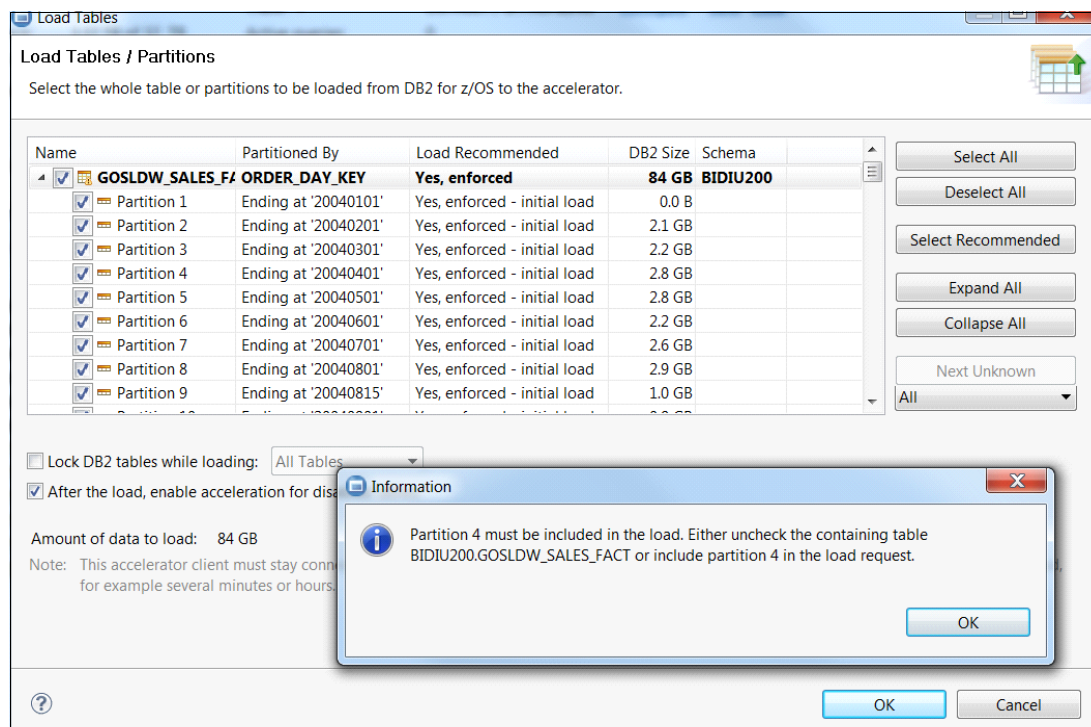 Load Tables
Load Tables / Partitions
Select the whole table or partitions to be loaded from DB2 for z/OS to the accelerator.
Name Partitioned By Load Recommended DB2 Size Schema
GOSLDW_SALES_FA ORDER_DAY_KEY Yes, enforced 84 GB BIDIU200
Partition 1 Ending at '20040101' Yes, enforced - initial load 0.0 B
Partition 2 Ending at '20040201' Yes, enforced - initial load 2.1 GB
Partition 3 Ending at '20040301' Yes, enforced - initial load 2.2 GB
Partition 4 Ending at '20040401' Yes, enforced - initial load 2.8 GB
Partition 5 Ending at '20040501' Yes, enforced - initial load 2.8 GB
Partition 6 Ending at '20040601' Yes, enforced - initial load 2.2 GB
Partition 7 Ending at '20040701' Yes, enforced - initial load 2.6 GB
Partition 8 Ending at '20040801' Yes, enforced - initial load 2.9 GB
Partition 9 Ending at '20040815' Yes, enforced - initial load 1.0 GB
Select All
Deselect All
Select Recommended
Expand All
Collapse All
Next Unknown
All
Lock DB2 tables while loading: All Tables
After the load, enable acceleration for disa
Amount of data to load: 84 GB
Note: This accelerator client must stay conn
for example several minutes or hours.
Information
Partition 4 must be included in the load. Either uncheck the containing table
BIDIU200.GOSLDW_SALES_FACT or include partition 4 in the load request.
OK
OK Cancel